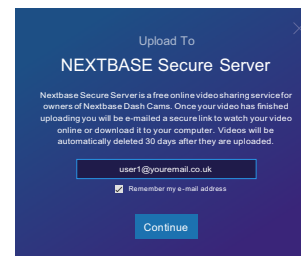 Upload To
NEXTBASE Secure Server
Nextbase Secure Server is a free online video sharing service for
owners of Nextbase Dash Cams. Once your video has finished
uploading you will be e-mailed a secure link to watch your video
online or download it to your computer. Videos will be
automatically deleted 30 days after they are uploaded.
user1@youremail.co.uk
Remember my e-mail address
Continue